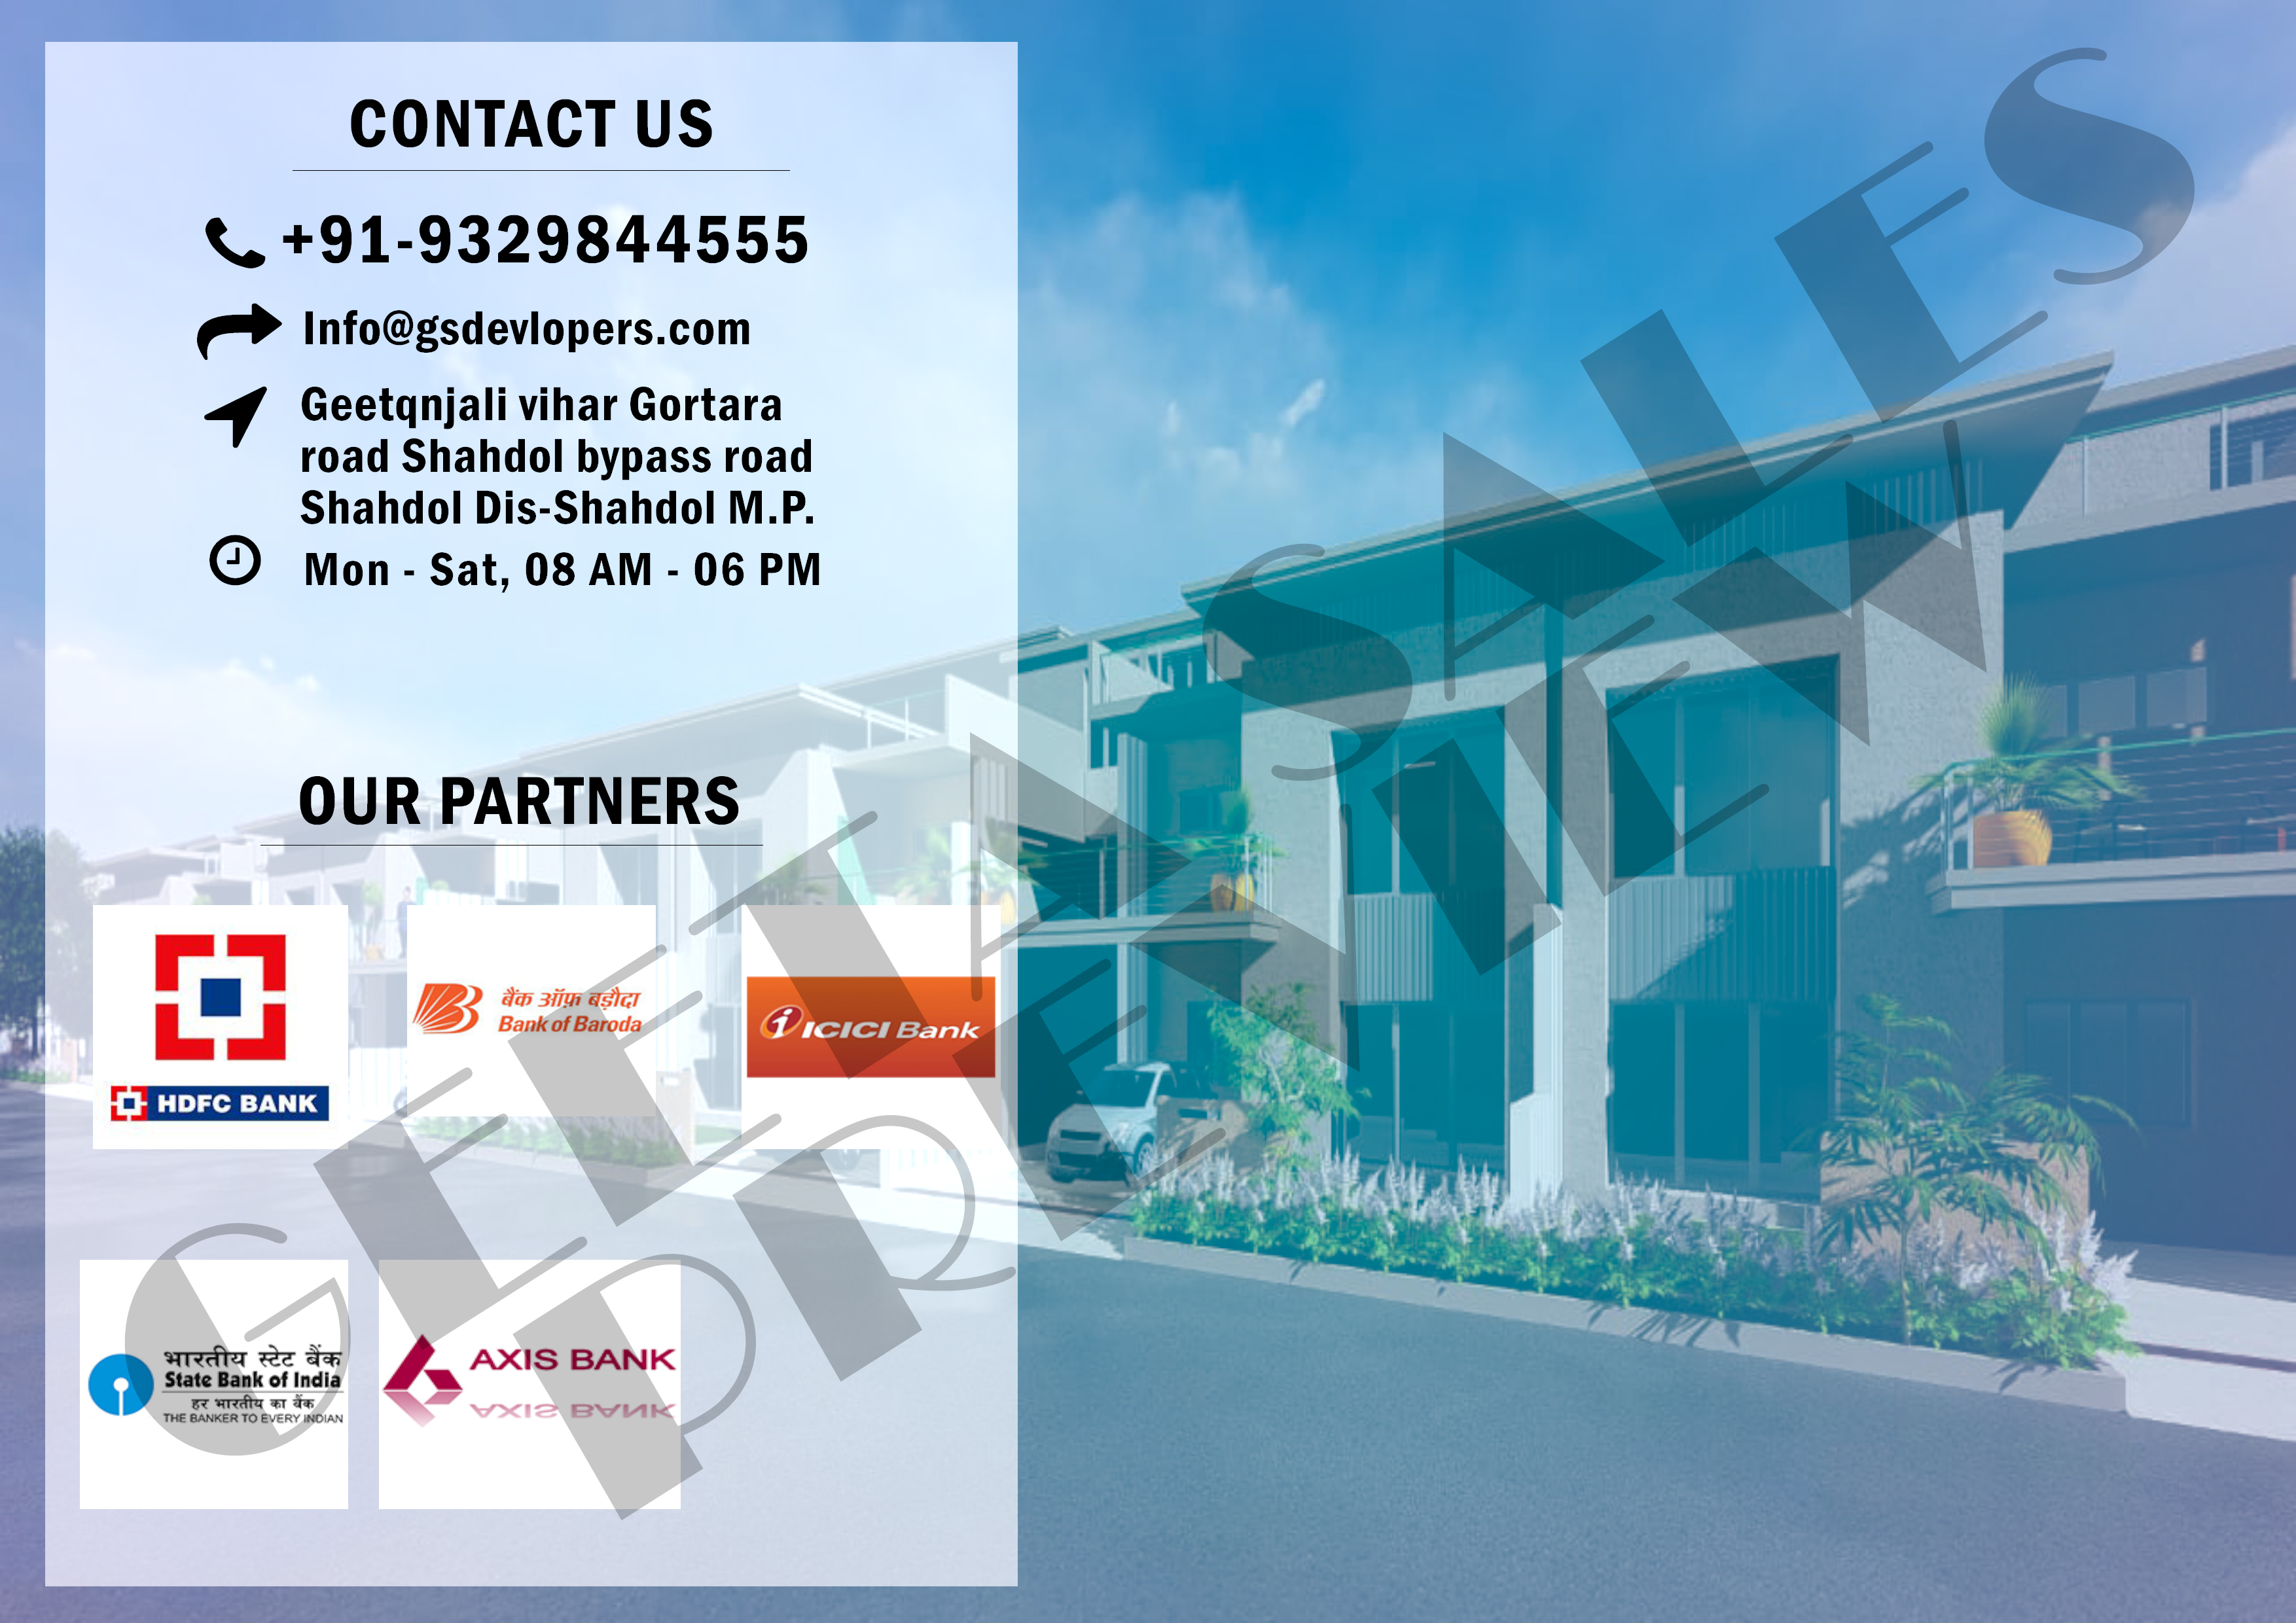 CONTACT US
+91-9329844555
Info@gsdevlopers.com
Geetqnjali vihar Gortara
road Shahdol bypass road
Shahdol Dis-Shahdol M.P.
Mon - Sat, 08 AM - 06 PM
OUR PARTNERS
HDFC BANK
बैंक ऑफ़ बड़ौदा
Bank of Baroda
ICICI Bank
भारतीय स्टेट बैंक
State Bank of India
हर भारतीय का बैंक
THE BANKER TO EVERY INDIAN
AXIS BANK
GFTA SALES
PREVIEW